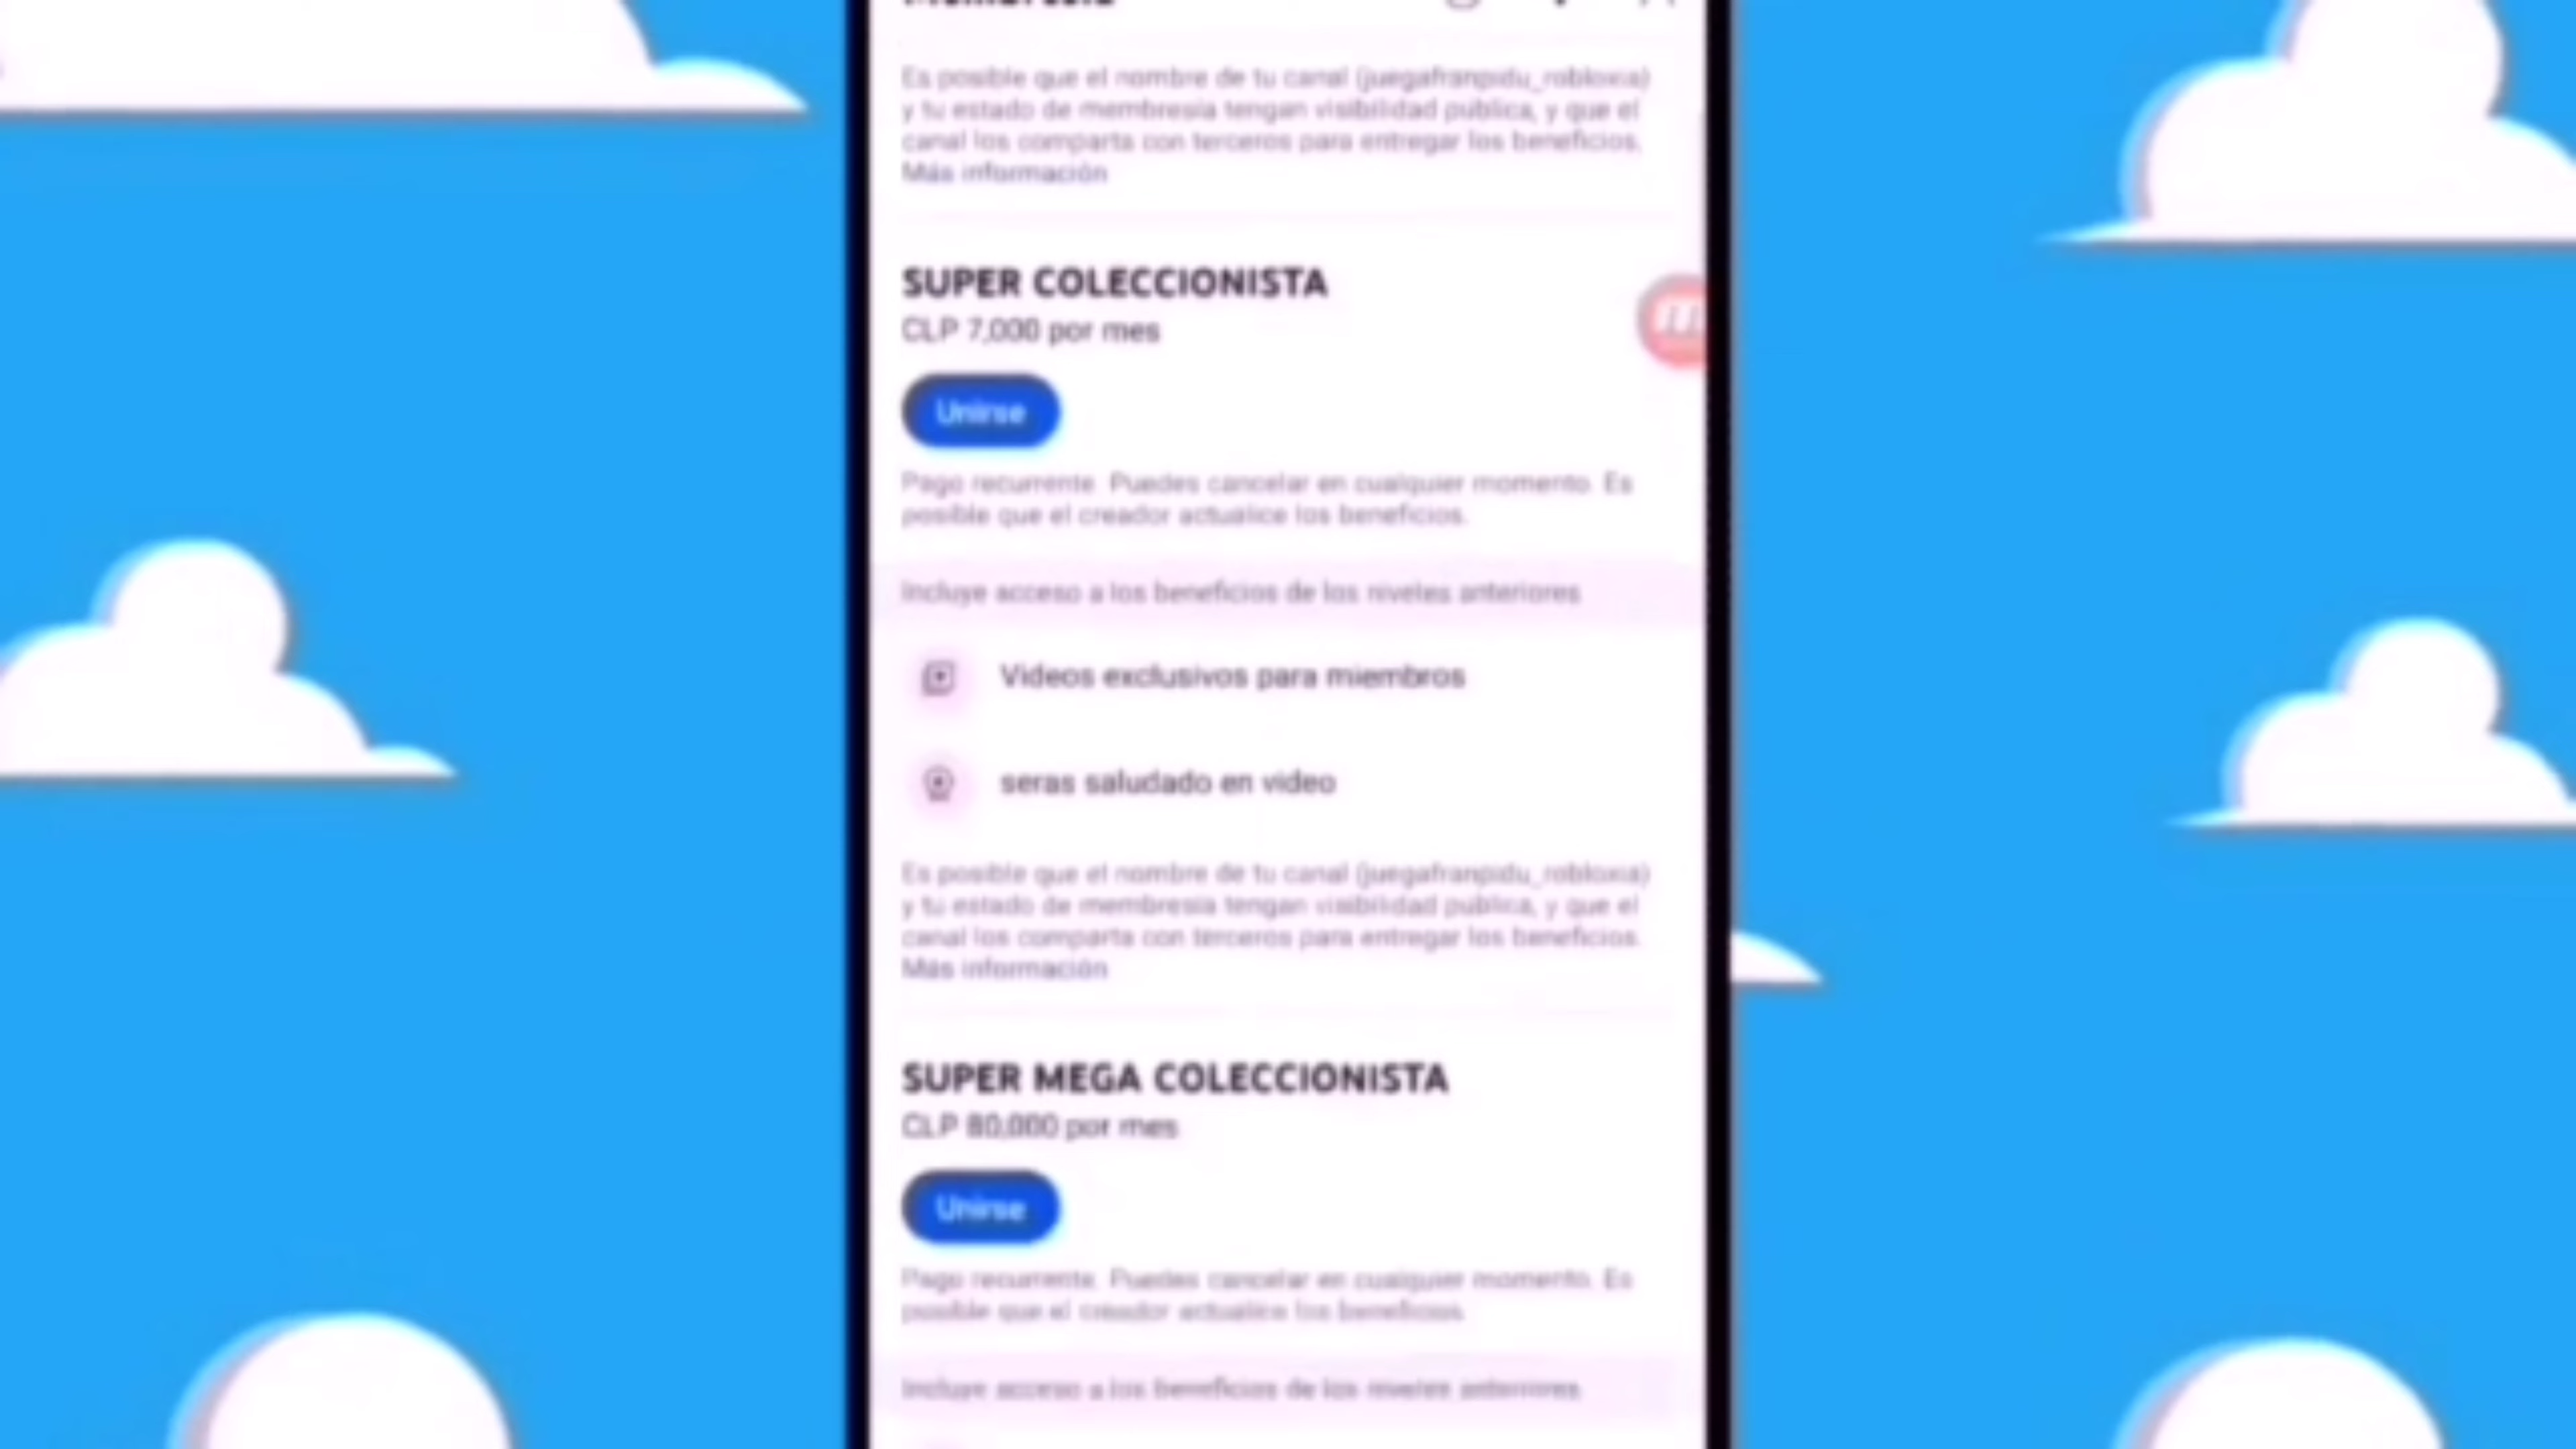 Es posible que el nombre de tu canal (juegafranpidu_robloxia)
y tu estado de membresía tengan visibilidad pública, y que el
canal los comparta con terceros para entregar los beneficios.
Más información
SUPER COLECCIONISTA
CLP 7,000 por mes
Unirse
Pago recurrente. Puedes cancelar en cualquier momento. Es
posible que el creador actualice los beneficios.
Incluye acceso a los beneficios de los niveles anteriores
Videos exclusivos para miembros
seras saludado en video
Es posible que el nombre de tu canal (juegafranpidu_robloxia)
y tu estado de membresía tengan visibilidad pública, y que el
canal los comparta con terceros para entregar los beneficios.
Más información
SUPER MEGA COLECCIONISTA
CLP 80,000 por mes
Unirse
Pago recurrente. Puedes cancelar en cualquier momento. Es
posible que el creador actualice los beneficios.
Incluye acceso a los beneficios de los niveles anteriores